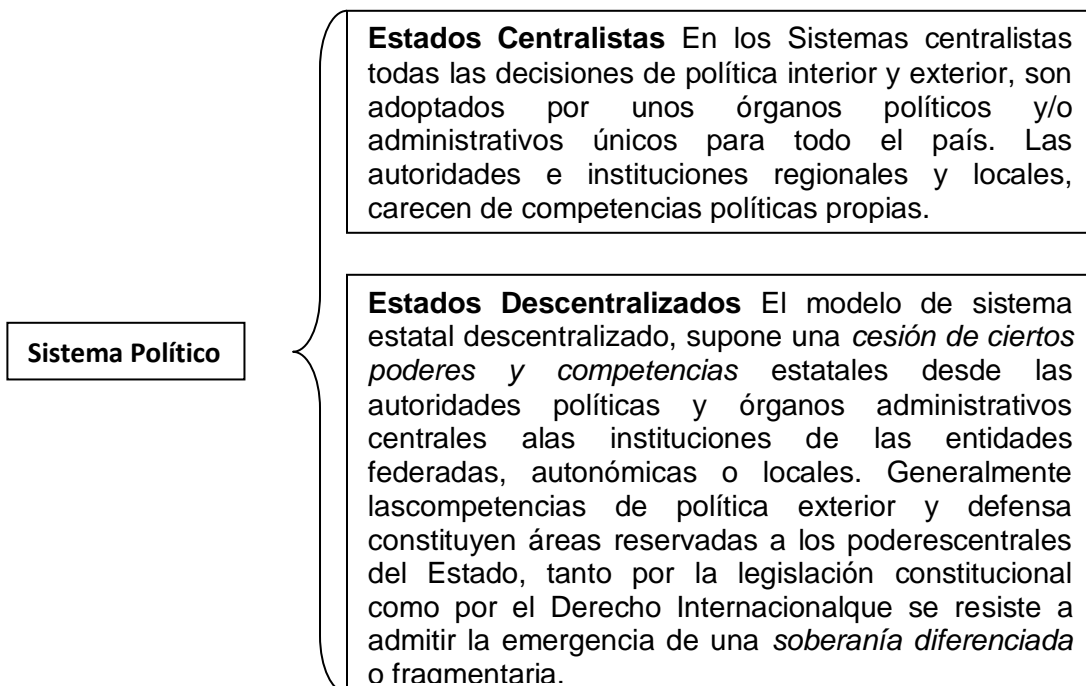 Estados Centralistas En los Sistemas centralistas
todas las decisiones de política interior y exterior, son
adoptados por unos órganos políticos y/o
administrativos únicos para todo el país. Las
autoridades e instituciones regionales y locales,
carecen de competencias políticas propias.
Sistema Político
Estados Descentralizados El modelo de sistema
estatal descentralizado, supone una cesión de ciertos
poderes y competencias estatales desde las
autoridades políticas y órganos administrativos
centrales alas instituciones de las entidades
federadas, autonómicas o locales. Generalmente
lascompetencias de política exterior y defensa
constituyen áreas reservadas a los poderescentrales
del Estado, tanto por la legislación constitucional
como por el Derecho Internacionalque se resiste a
admitir la emergencia de una soberanía diferenciada
o fragmentaria.